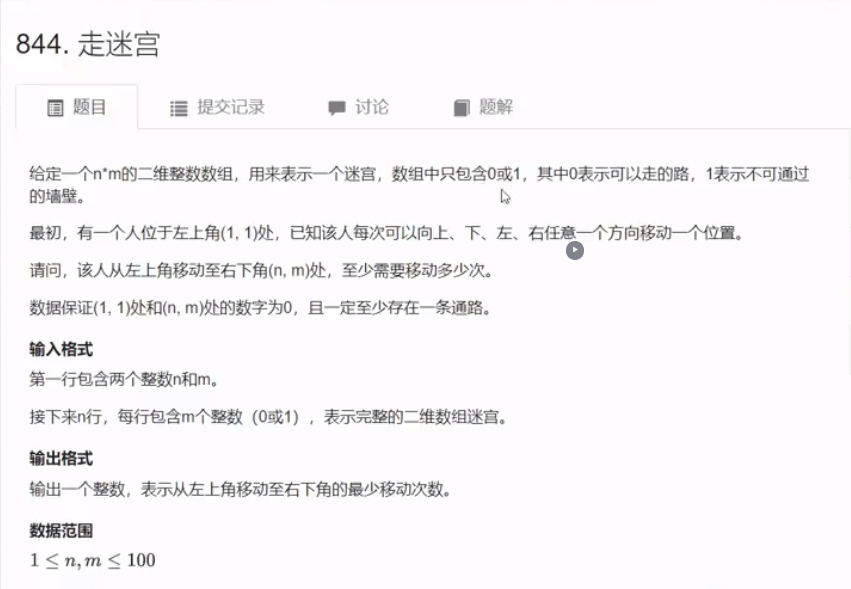 844. 走迷宫
题目
提交记录
讨论
题解
给定一个n*m的二维整数数组，用来表示一个迷宫，数组中只包含0或1，其中0表示可以走的路，1表示不可通过
的墙壁。
最初，有一个人位于左上角(1, 1)处，已知该人每次可以向上、下、左、右任意一个方向移动一个位置。
请问，该人从左上角移动至右下角(n, m)处，至少需要移动多少次。
数据保证(1, 1)处和(n, m)处的数字为0，且一定至少存在一条通路。
输入格式
第一行包含两个整数n和m。
接下来n行，每行包含m个整数（0或1），表示完整的二维数组迷宫。
输出格式
输出一个整数，表示从左上角移动至右下角的最少移动次数。
数据范围
1 ≤ n, m ≤ 100